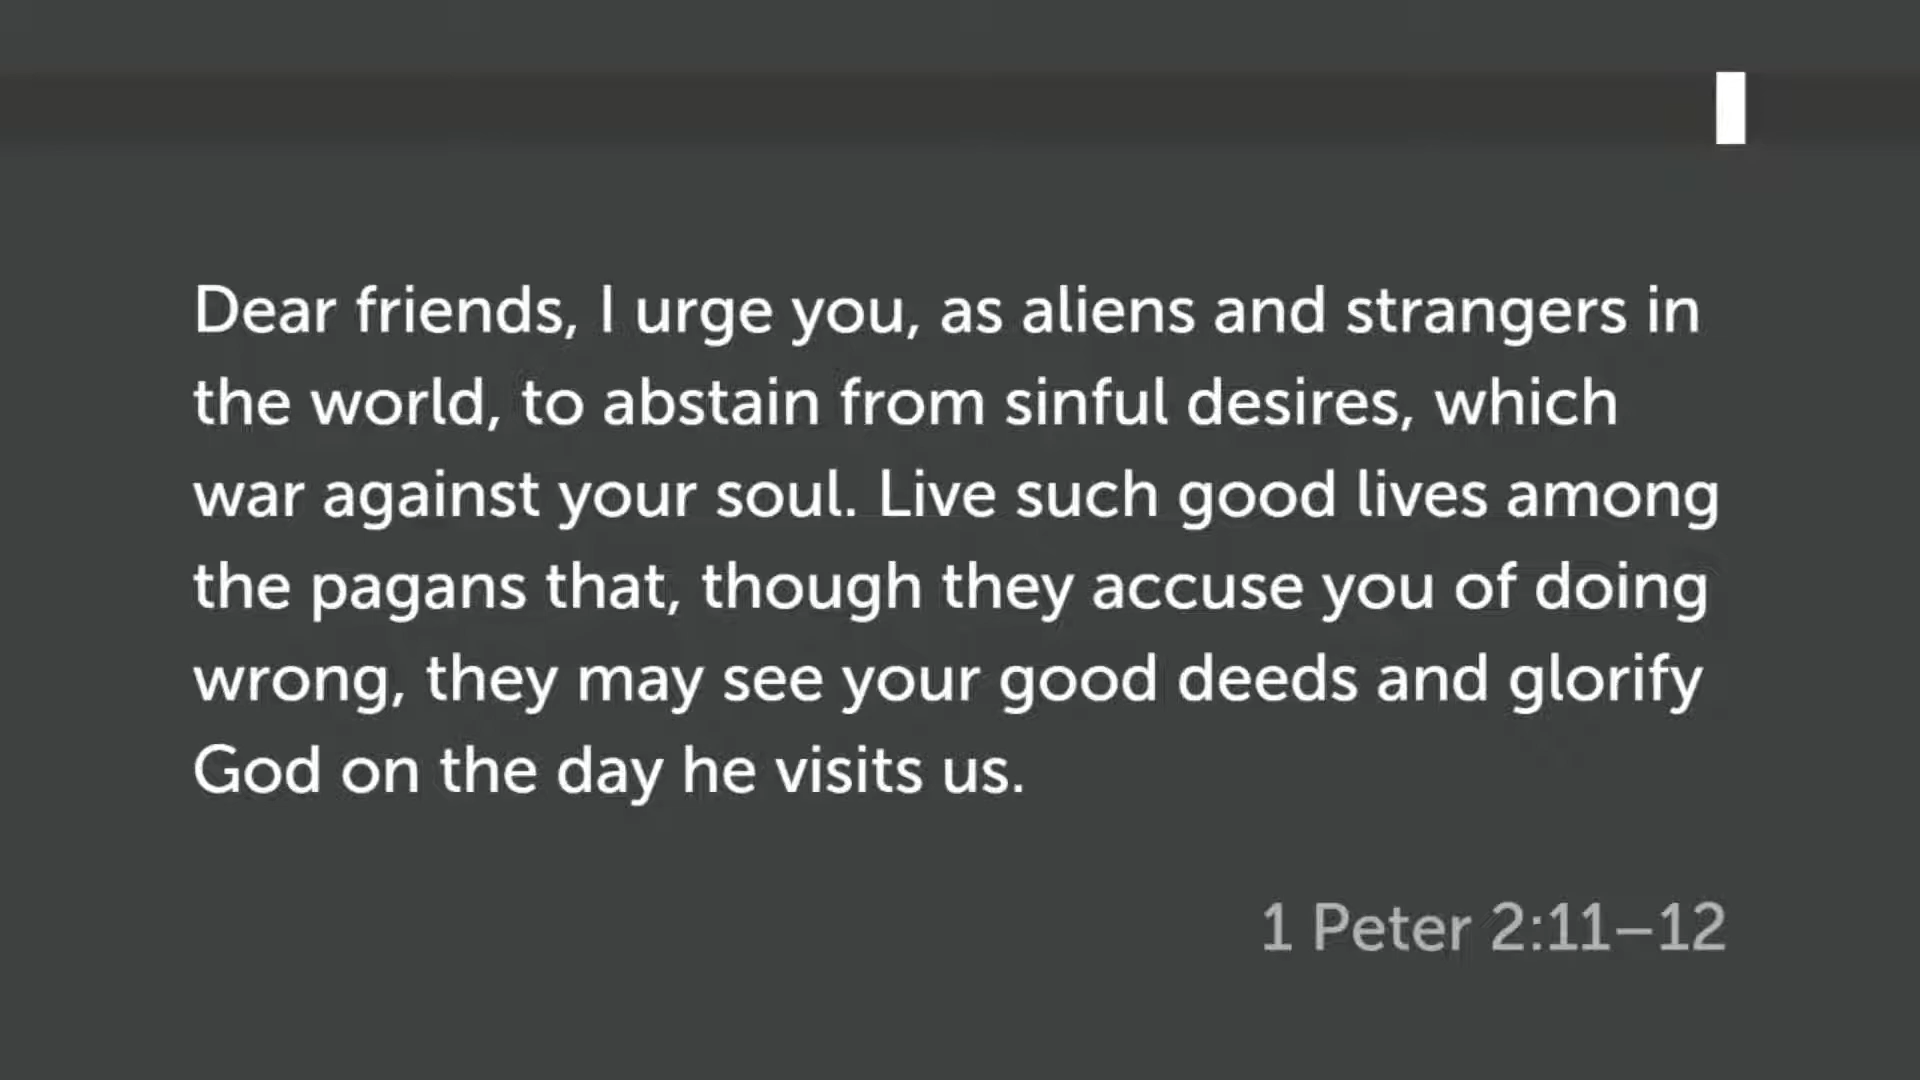 Dear friends, I urge you, as aliens and strangers in
the world, to abstain from sinful desires, which
war against your soul. Live such good lives among
the pagans that, though they accuse you of doing
wrong, they may see your good deeds and glorify
God on the day he visits us.
1 Peter 2:11–12